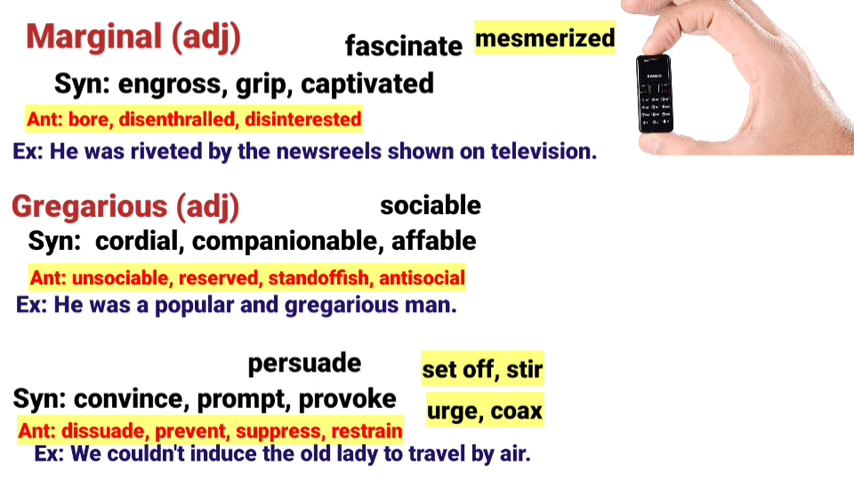 Marginal (adj)
fascinate mesmerized
Syn: engross, grip, captivated
Ant: bore, disenthralled, disinterested
Ex: He was riveted by the newsreels shown on television.
Gregarious (adj)
sociable
Syn: cordial, companionable, affable
Ant: unsociable, reserved, standoffish, antisocial
Ex: He was a popular and gregarious man.
persuade
set off, stir
Syn: convince, prompt, provoke
urge, coax
Ant: dissuade, prevent, suppress, restrain
Ex: We couldn't induce the old lady to travel by air.